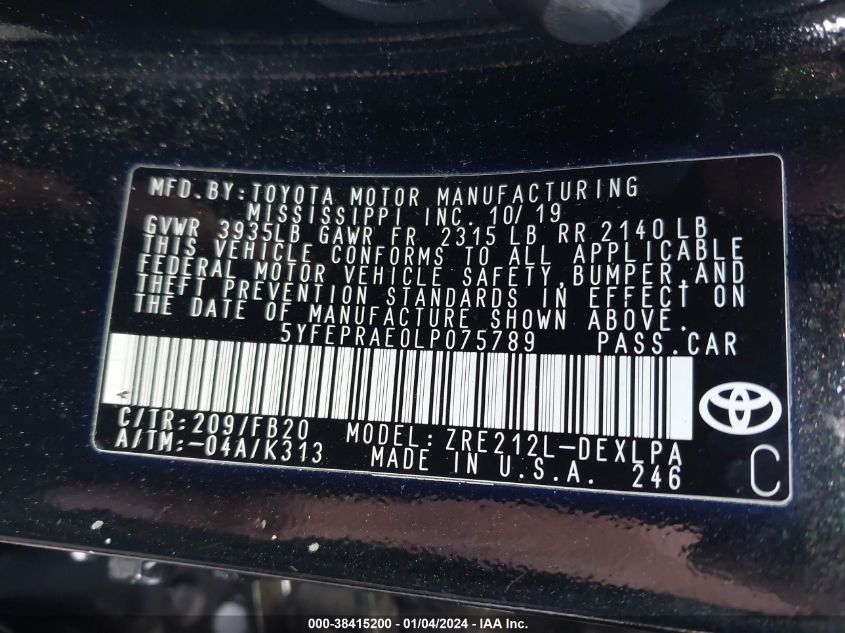 MFD.BY:TOYOTA MOTOR MANUFACTURING
MISSISSIPPI INC. 10/19
GVWR 3935LB GAWR FR 2315 LB RR 2140 LB
THIS VEHICLE CONFORMS TO ALL APPLICABLE
FEDERAL MOTOR VEHICLE SAFETY,BUMPER,AND
THEFT PREVENTION STANDARDS IN EFFECT ON
THE DATE OF MANUFACTURE SHOWN ABOVE.
5YFEPRAE0LP075789 PASS.CAR
C/TR:209/FB20 MODEL:ZRE212L-DEXLPA
A/TM:-04A/K313 MADE IN U.S.A. 246
C
000-38415200 - 01/04/2024 - IAA Inc.